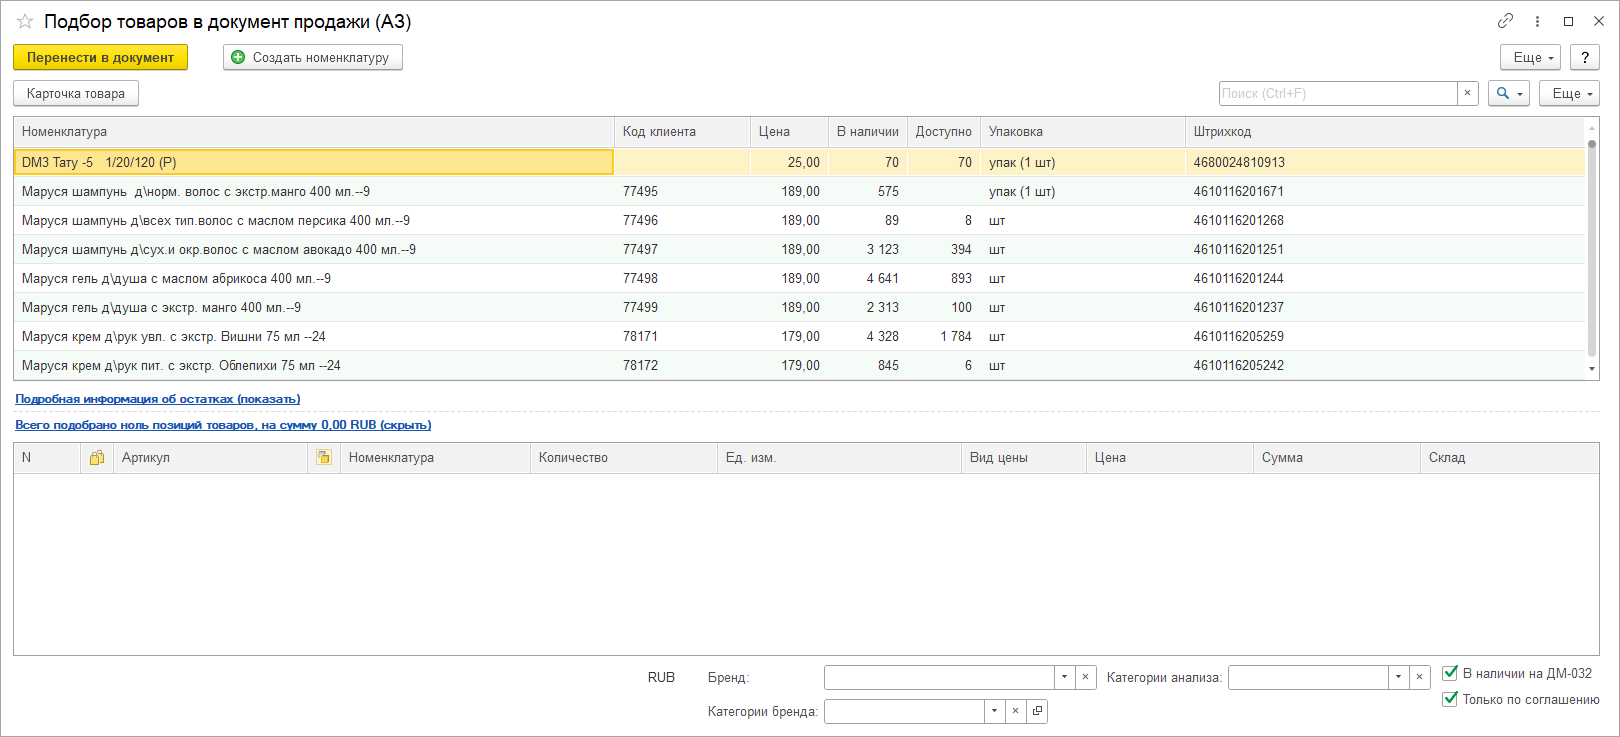 Подбор товаров в документ продажи (АЗ)
Перенести в документ Создать номенклатуру Еще ?
Карточка товара Поиск (Ctrl+F) × Еще
Номенклатура Код клиента Цена В наличии Доступно Упаковка Штрихкод
DM3 Тату -5 1/20/120 (Р) 25,00 70 70 упак (1 шт) 4680024810913
Маруся шампунь д\норм. волос с экстр.манго 400 мл.--9 77495 189,00 575 упак (1 шт) 4610116201671
Маруся шампунь д\всех тип.волос с маслом персика 400 мл.--9 77496 189,00 89 8 шт 4610116201268
Маруся шампунь д\сух.и окр.волос с маслом авокадо 400 мл.--9 77497 189,00 3 123 394 шт 4610116201251
Маруся гель д\душа с маслом абрикоса 400 мл.--9 77498 189,00 4 641 893 шт 4610116201244
Маруся гель д\душа с экстр. манго 400 мл.--9 77499 189,00 2 313 100 шт 4610116201237
Маруся крем д\рук увл. с экстр. Вишни 75 мл --24 78171 179,00 4 328 1 784 шт 4610116205259
Маруся крем д\рук пит. с экстр. Облепихи 75 мл --24 78172 179,00 845 6 шт 4610116205242
Подробная информация об остатках (показать)
Всего подобрано ноль позиций товаров, на сумму 0,00 RUB (скрыть)
N Артикул Номенклатура Количество Ед. изм. Вид цены Цена Сумма Склад
RUB Бренд: × Категории анализа: × В наличии на ДМ-032
Категории бренда: × Только по соглашению